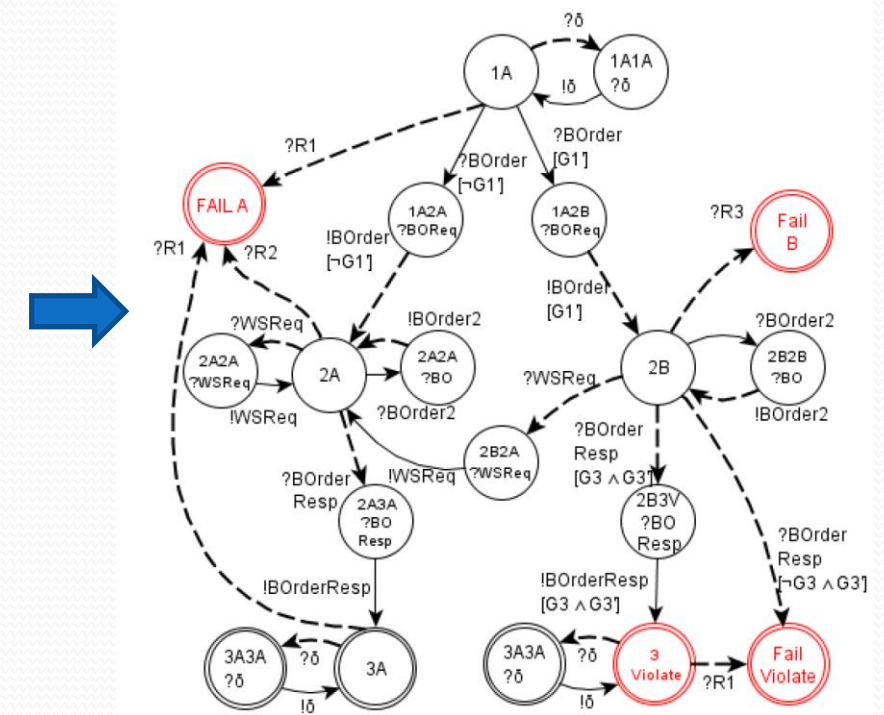 ?δ
1A
1A1A
?δ
!δ
?R1
?BOrder
[¬G1']
?BOrder
[G1']
FAIL A
1A2A
?BOReq
1A2B
?BOReq
?R3
Fail
B
?R1
?R2
!BOrder
[¬G1']
!BOrder
[G1']
?WSReq
!BOrder2
?BOrder2
2A2A
?WSReq
2A
2A2A
?BO
2B
2B2B
?BO
?WSReq
!WSReq
?BOrder2
!BOrder2
?BOrder
Resp
[G3 ∧ G3']
2B2A
?WSReq
!WSReq
?BOrder
Resp
2A3A
?BO
Resp
2B3V
?BO
Resp
?BOrder
Resp
[¬G3 ∧ G3']
!BOrderResp
!BOrderResp
[G3 ∧ G3']
3A3A
?δ
?δ
!δ
3A
3A3A
?δ
?δ
!δ
3
Violate
?R1
Fail
Violate